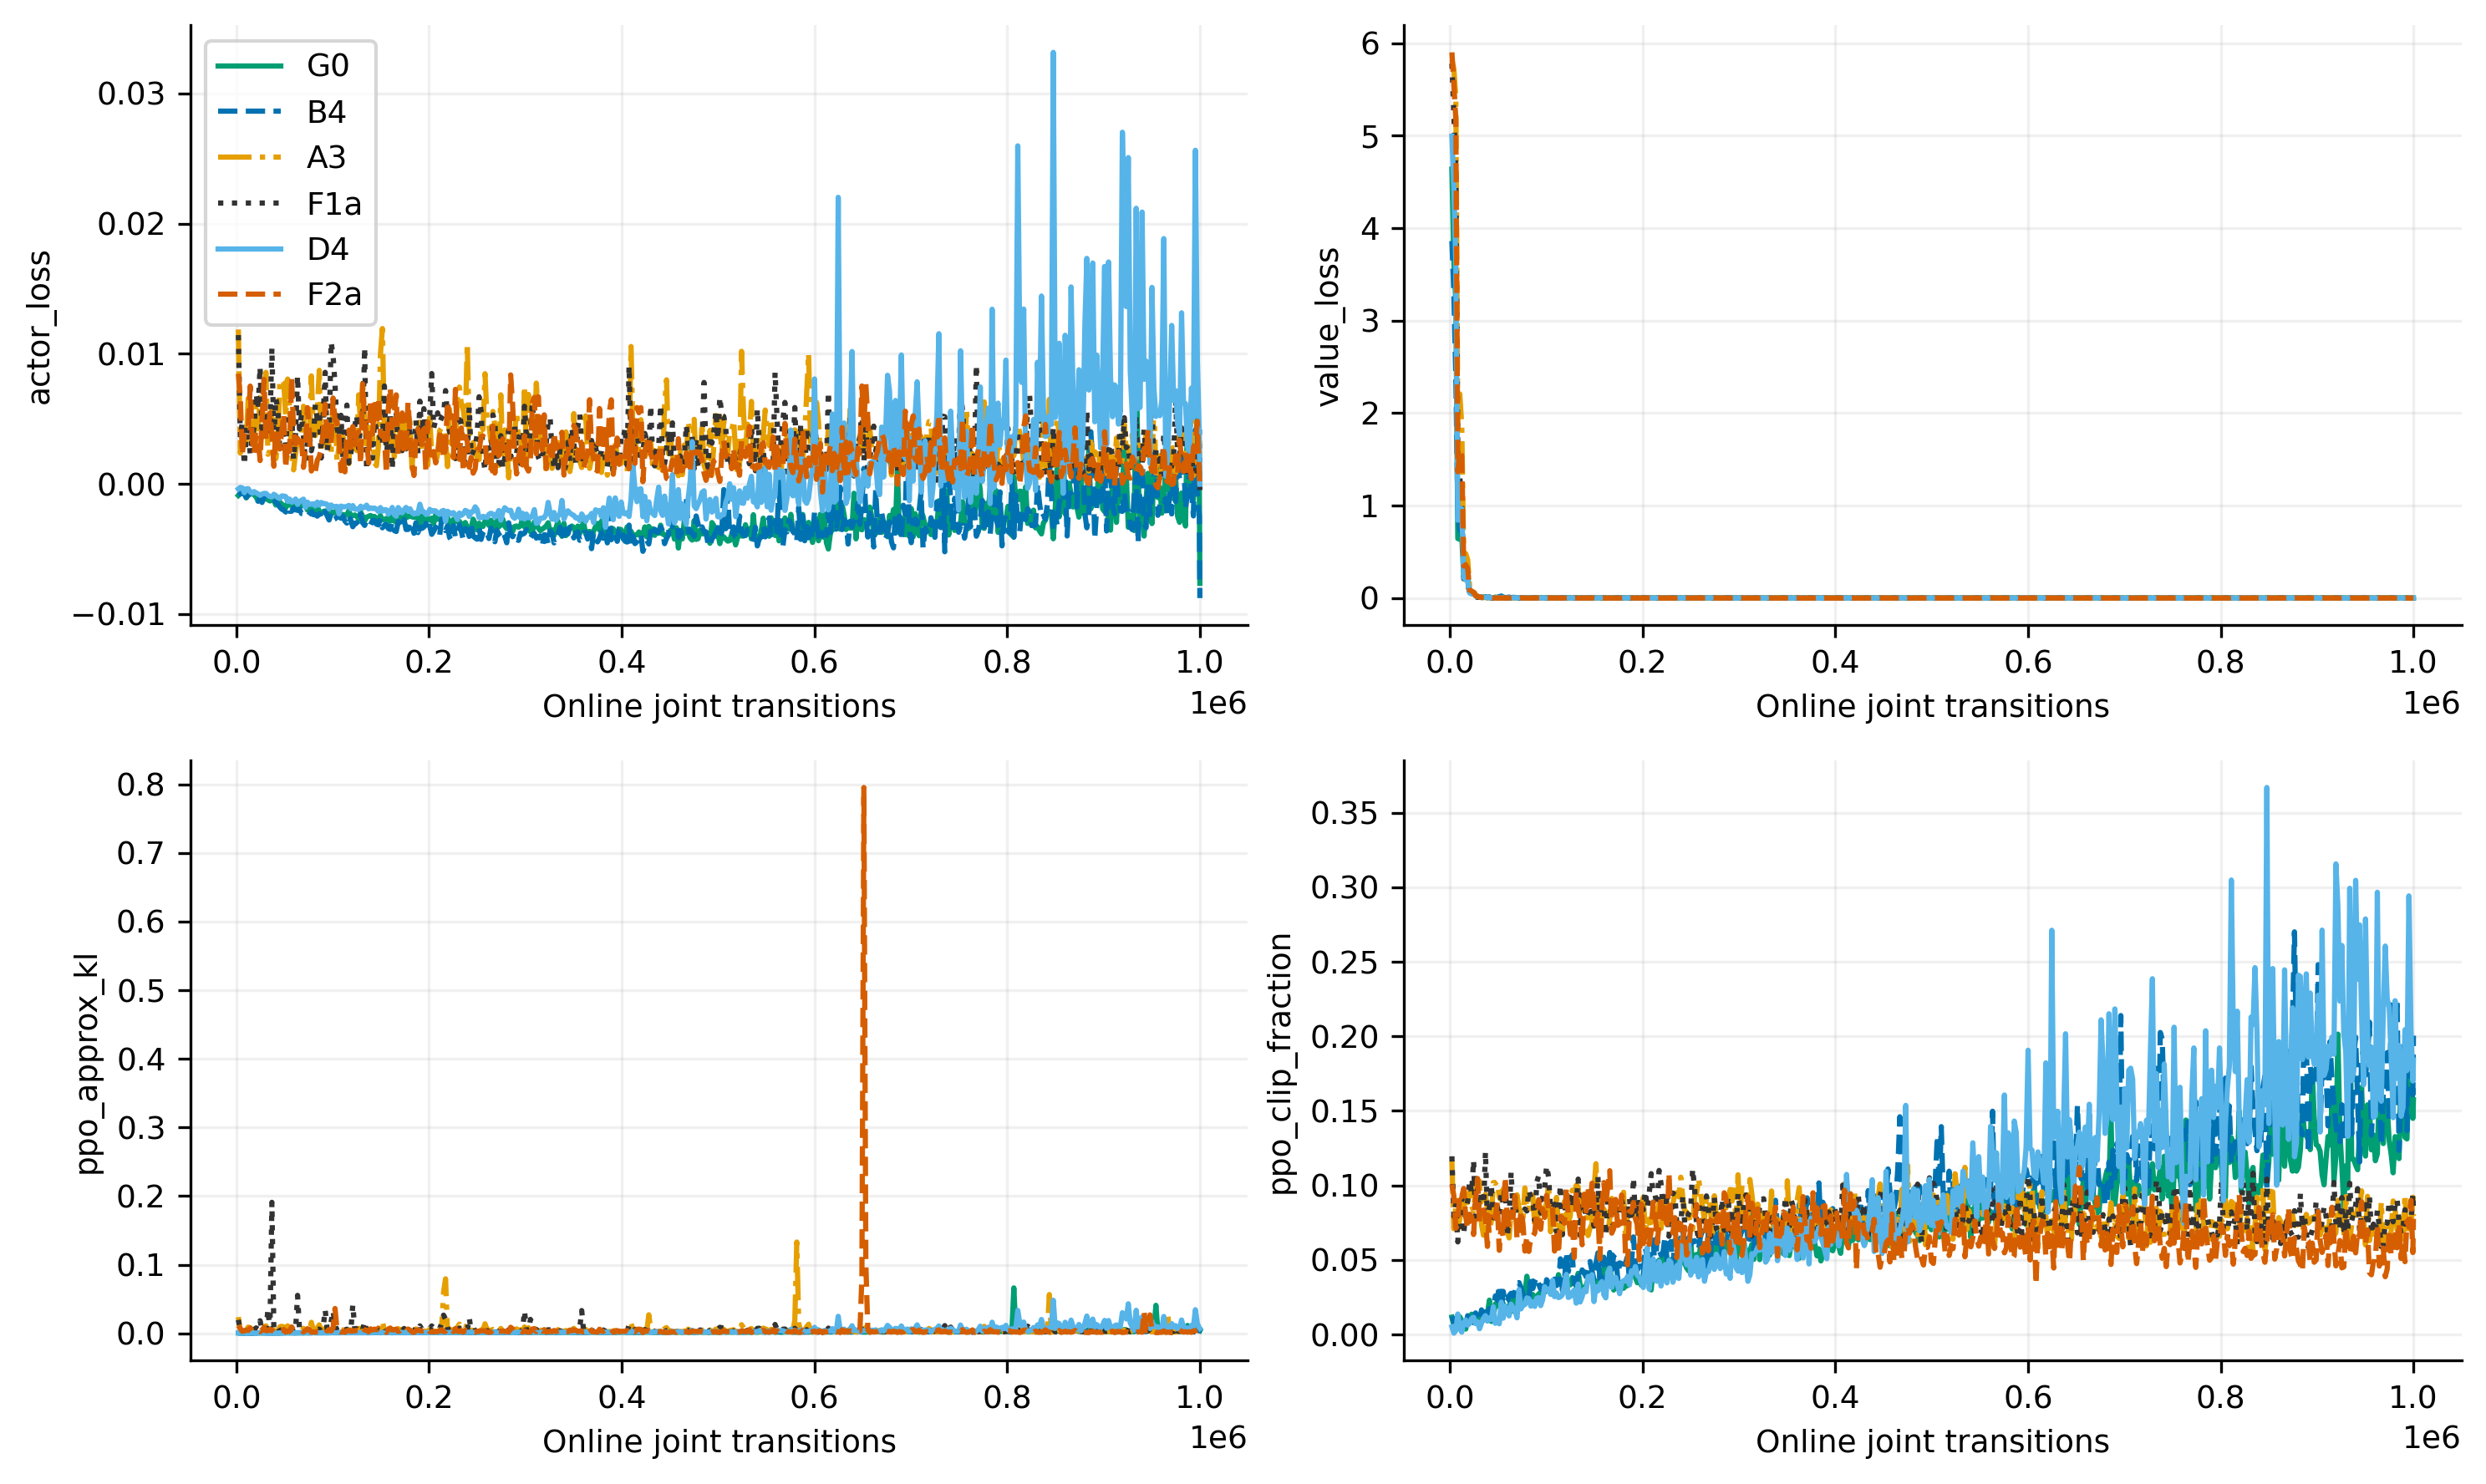 actor_loss
0.03
0.02
0.01
0.00
−0.01
G0
B4
A3
F1a
D4
F2a
0.0 0.2 0.4 0.6 0.8 1.0
Online joint transitions
1e6
value_loss
6
5
4
3
2
1
0
0.0 0.2 0.4 0.6 0.8 1.0
Online joint transitions
1e6
ppo_approx_kl
0.8
0.7
0.6
0.5
0.4
0.3
0.2
0.1
0.0
0.0 0.2 0.4 0.6 0.8 1.0
Online joint transitions
1e6
ppo_clip_fraction
0.35
0.30
0.25
0.20
0.15
0.10
0.05
0.00
0.0 0.2 0.4 0.6 0.8 1.0
Online joint transitions
1e6